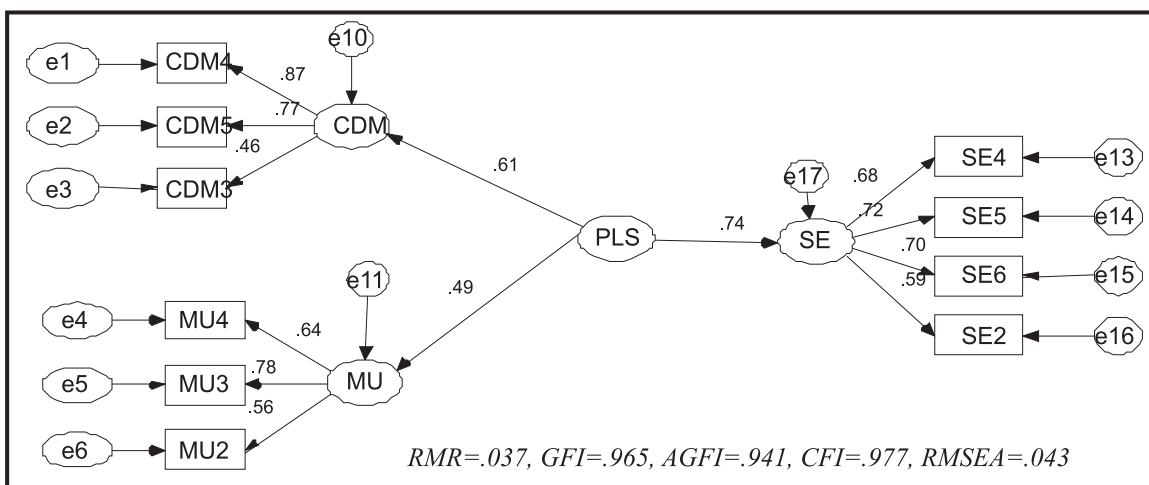 e1
CDM4
e10
.87
e2
CDM5
.77
CDM
e3
CDM3
.46
.61
PLS
.74
e17
SE
.68
SE4
e13
.72
SE5
e14
.70
SE6
e15
.59
SE2
e16
.49
e11
MU
e4
MU4
.64
e5
MU3
.78
e6
MU2
.56
RMR=.037, GFI=.965, AGFI=.941, CFI=.977, RMSEA=.043